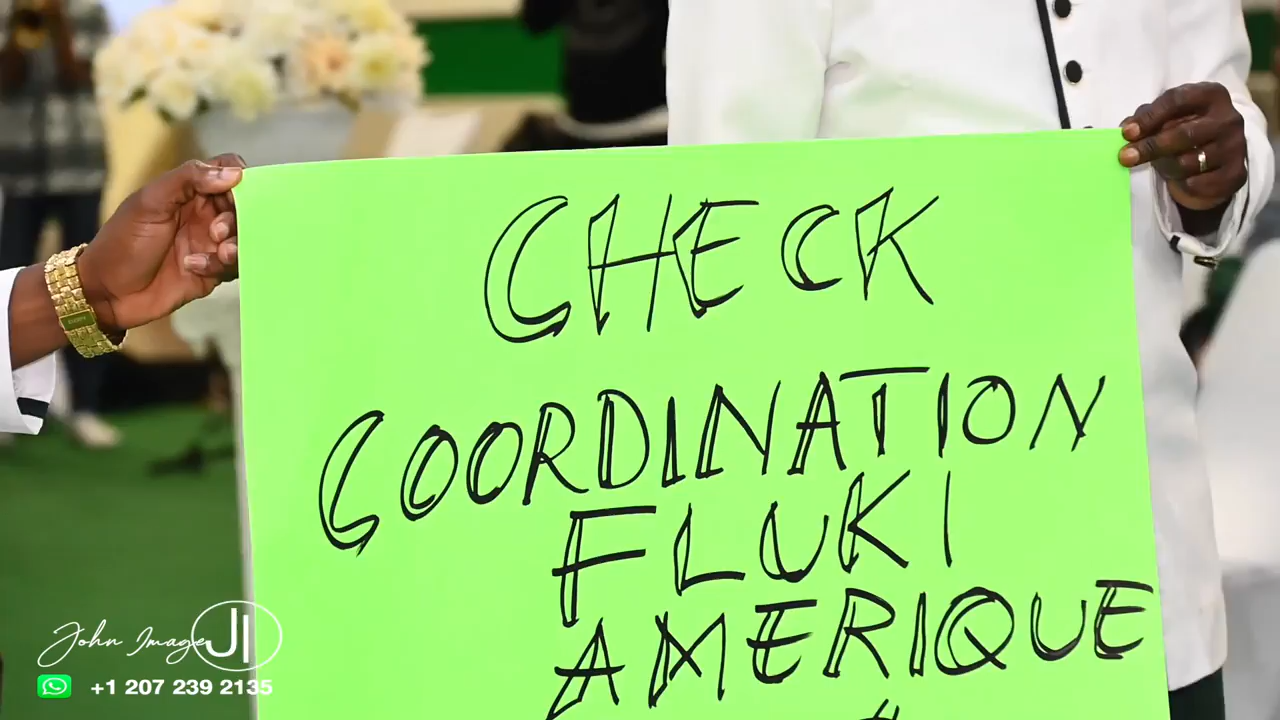 CHECK
COORDINATION
FLUKI
AMERIQUE
John Image JI
+1 207 239 2135